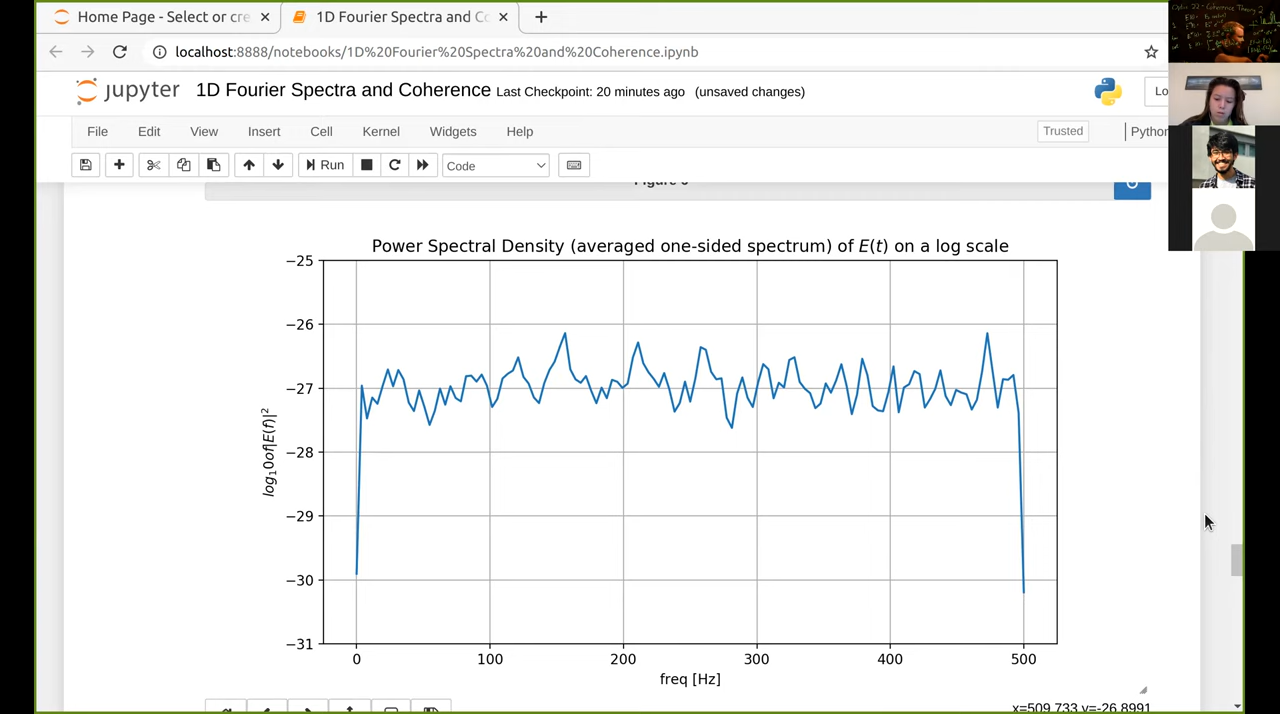 Home Page - Select or cre
1D Fourier Spectra and Co
localhost:8888/notebooks/1D%20Fourier%20Spectra%20and%20Coherence.ipynb
jupyter 1D Fourier Spectra and Coherence Last Checkpoint: 20 minutes ago (unsaved changes)
Lo
File Edit View Insert Cell Kernel Widgets Help
Trusted
Python
Run
Code
Power Spectral Density (averaged one-sided spectrum) of E(t) on a log scale
−25
−26
−27
−28
−29
−30
−31
log₁0of|E(f)|²
0 100 200 300 400 500
freq [Hz]
x=509.733 y=-26.8991